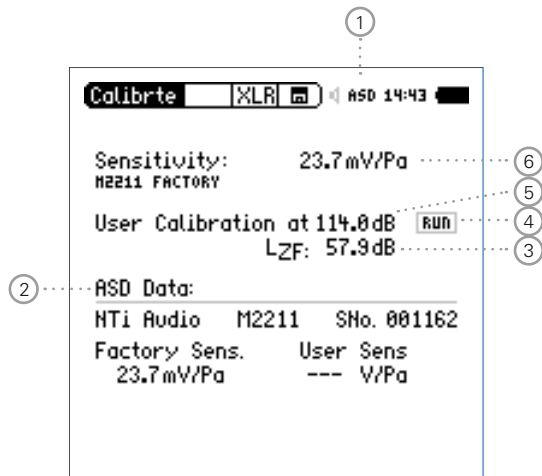 1
Calibrte XLR ASD 14:43
Sensitivity: 23.7mV/Pa 6
M2211 FACTORY
5
User Calibration at 114.0dB RUN 4
LZF: 57.9dB 3
2 ASD Data:
NTi Audio M2211 SNo. 001162
Factory Sens. User Sens
23.7mV/Pa --- V/Pa